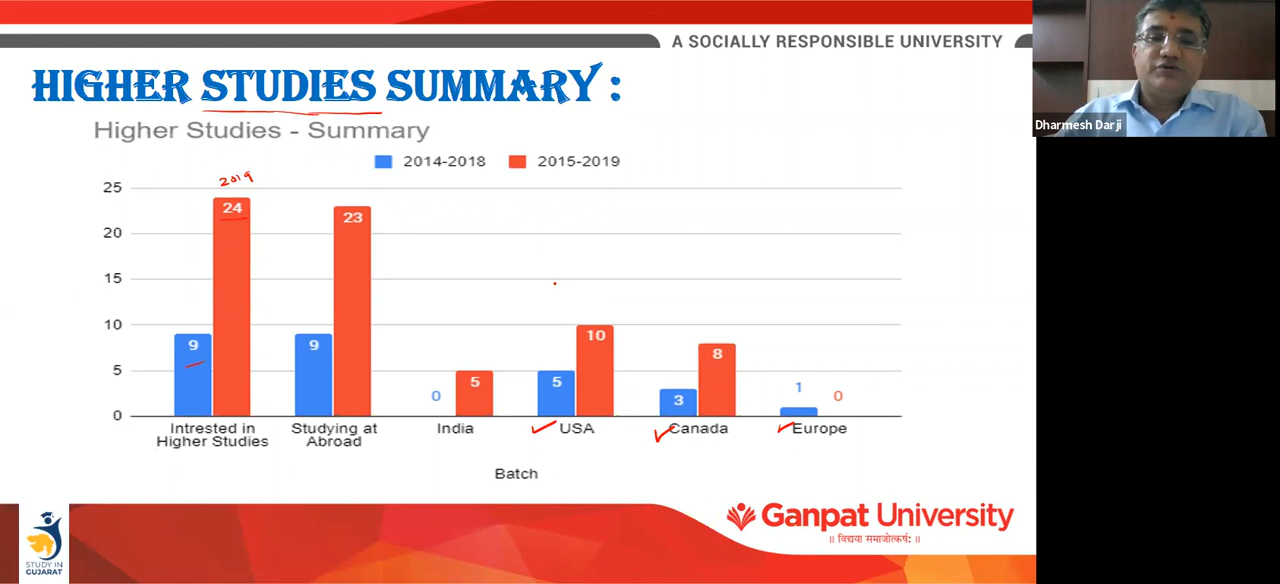 A SOCIALLY RESPONSIBLE UNIVERSITY
HIGHER STUDIES SUMMARY :
Higher Studies - Summary
2014-2018 2015-2019
2019
25
20
15
10
5
0
24
23
9
9
0
5
5
10
3
8
1
0
Intrested in
Higher Studies
Studying at
Abroad
India
USA
Canada
Europe
Batch
Dharmesh Darji
STUDY IN
GUJARAT
Ganpat University
॥ विद्यया समाजोत्कर्षः ॥